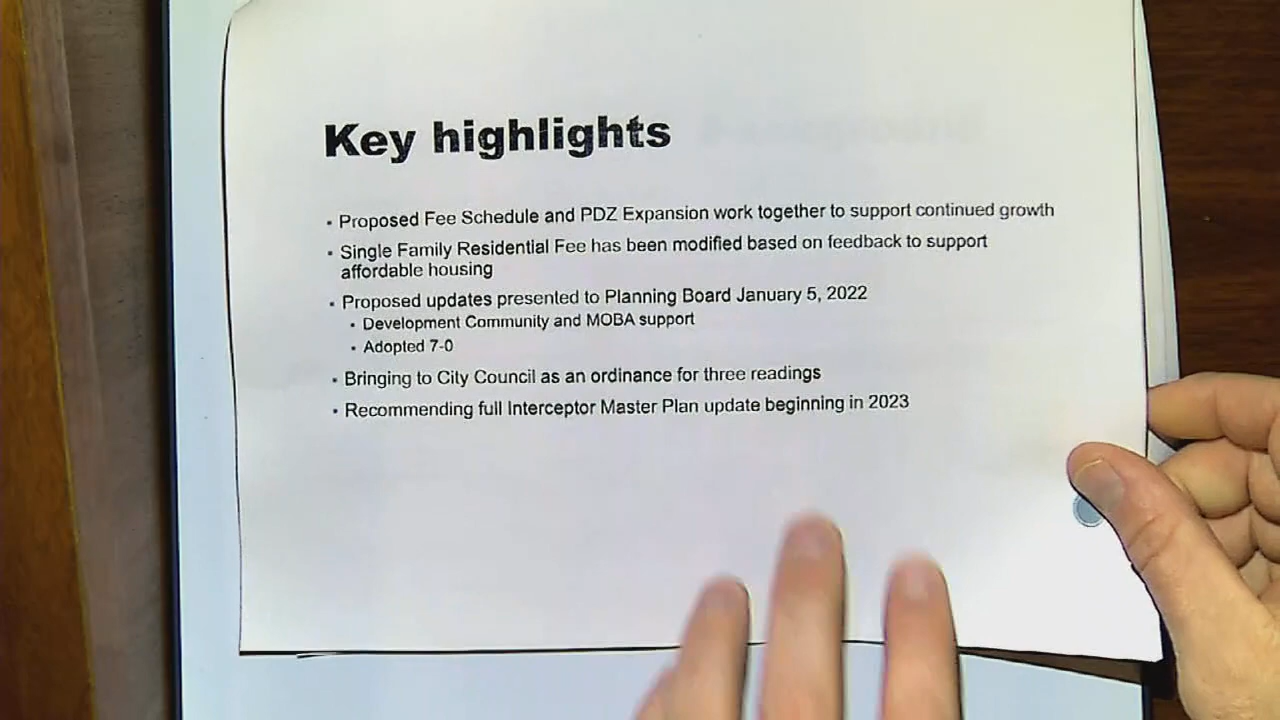 Key highlights
• Proposed Fee Schedule and PDZ Expansion work together to support continued growth
• Single Family Residential Fee has been modified based on feedback to support
affordable housing
• Proposed updates presented to Planning Board January 5, 2022
• Development Community and MOBA support
• Adopted 7-0
• Bringing to City Council as an ordinance for three readings
• Recommending full Interceptor Master Plan update beginning in 2023